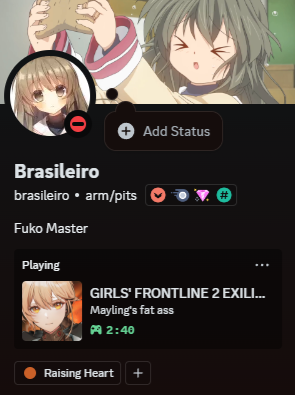 Add Status
Brasileiro
brasileiro • arm/pits
Fuko Master
Playing
GIRLS' FRONTLINE 2 EXILI...
Mayling's fat ass
2:40
Raising Heart